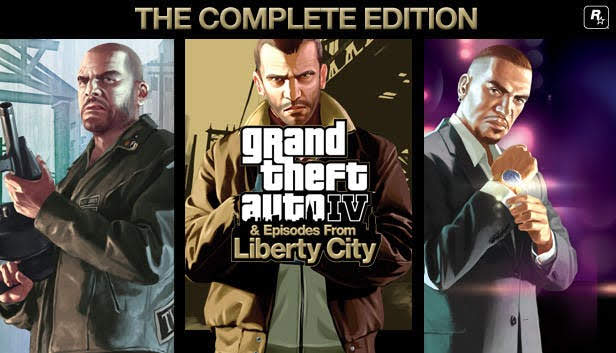 THE COMPLETE EDITION
R
grand
theft
auto IV
& Episodes From
Liberty City